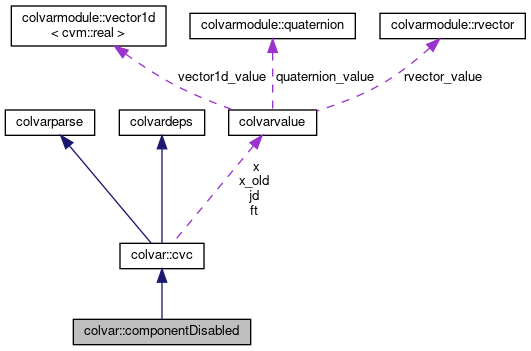 colvarmodule::vector1d
< cvm::real >
colvarmodule::quaternion
colvarmodule::rvector
vector1d_value
quaternion_value
rvector_value
colvarparse
colvardeps
colvarvalue
x
x_old
jd
ft
colvar::cvc
colvar::componentDisabled